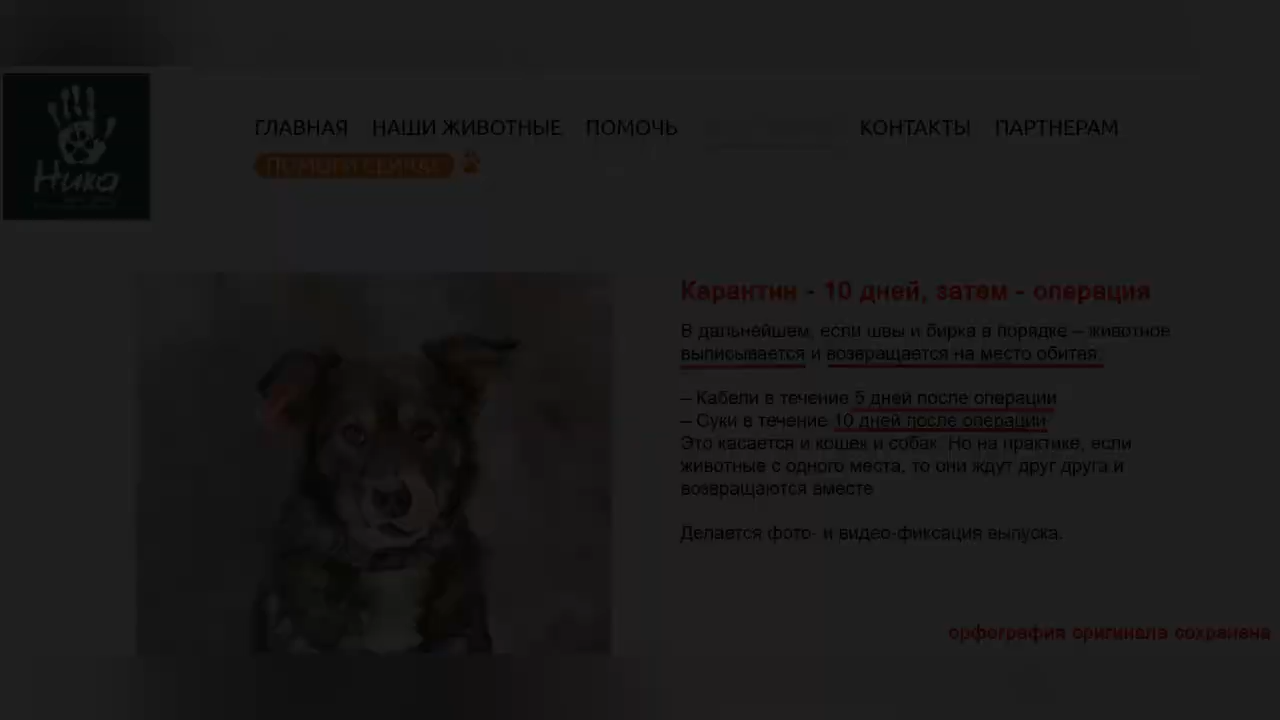 ГЛАВНАЯ НАШИ ЖИВОТНЫЕ ПОМОЧЬ КОНТАКТЫ ПАРТНЕРАМ
ПОМОГИ СЕЙЧАС
Ника
Карантин - 10 дней, затем - операция
В дальнейшем, если швы и бирка в порядке – животное
выписывается и возвращается на место обитая.
– Кабели в течение 5 дней после операции
– Суки в течение 10 дней после операции
Это касается и кошек и собак. Но на практике, если
животные с одного места, то они ждут друг друга и
возвращаются вместе
Делается фото- и видео-фиксация выпуска.
орфография оригинала сохранена